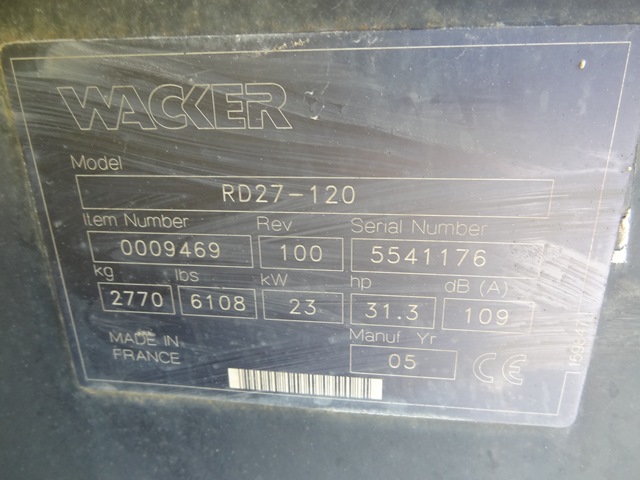 WACKER
Model
RD27-120
Item Number Rev Serial Number
0009469 100 5541176
kg lbs kW hp dB (A)
2770 6108 23 31.3 109
MADE IN Manuf Yr
FRANCE 05 CE